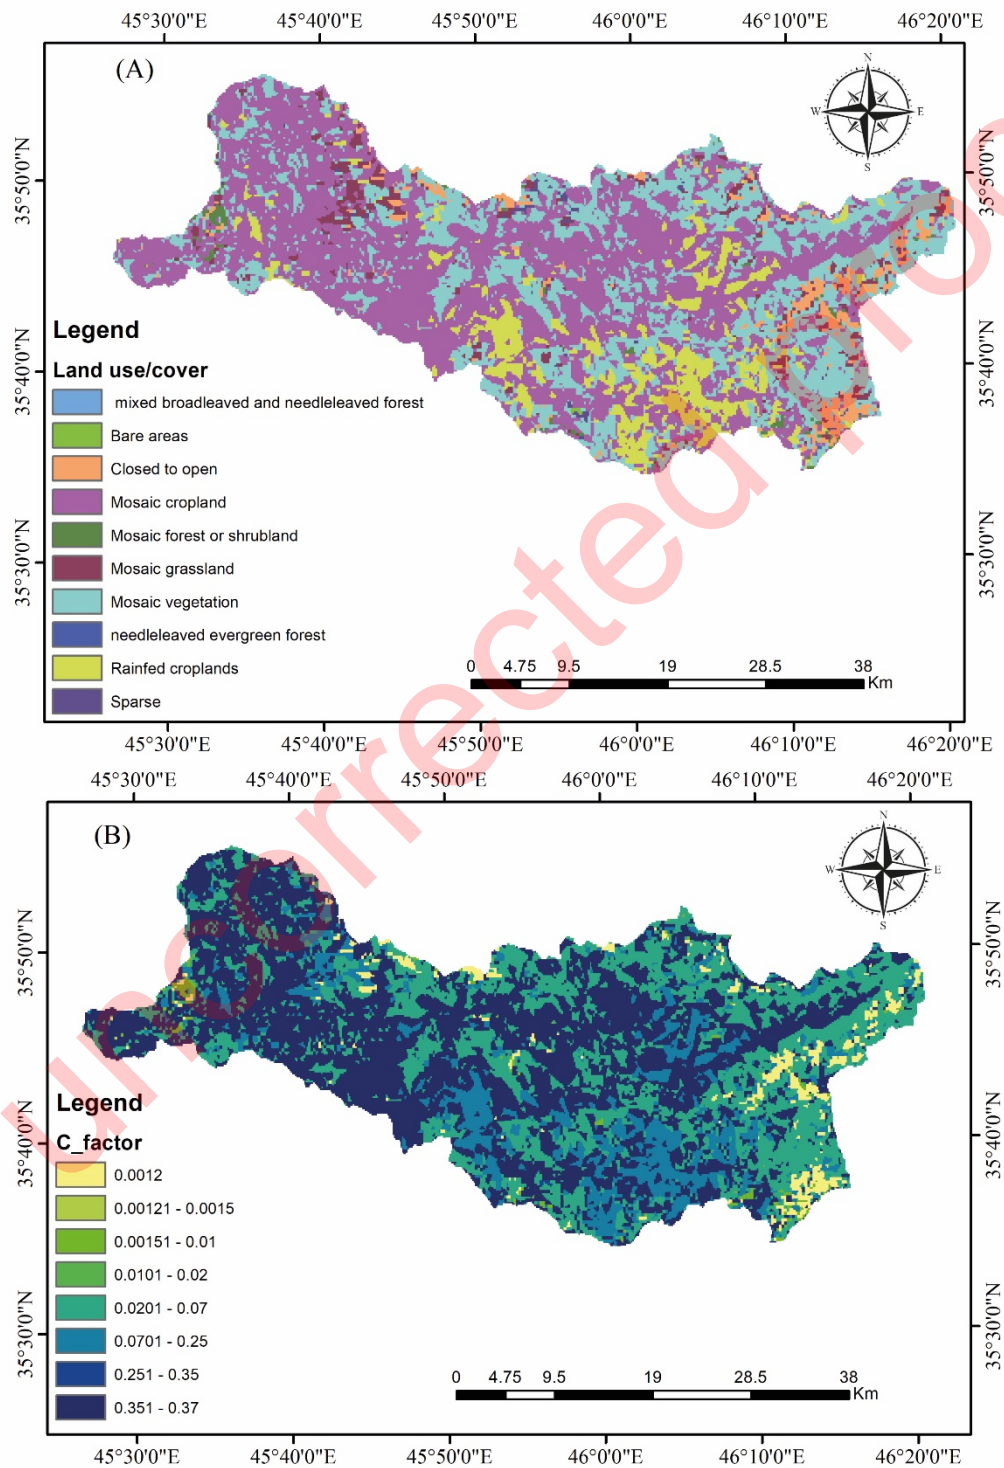 45°30'0"E 45°40'0"E 45°50'0"E 46°0'0"E 46°10'0"E 46°20'0"E
(A)
N
W E
S
35°50'0"N 35°50'0"N
35°40'0"N 35°40'0"N
35°30'0"N 35°30'0"N
Legend
Land use/cover
mixed broadleaved and needleleaved forest
Bare areas
Closed to open
Mosaic cropland
Mosaic forest or shrubland
Mosaic grassland
Mosaic vegetation
needleleaved evergreen forest
Rainfed croplands
Sparse
0 4.75 9.5 19 28.5 38
Km
45°30'0"E 45°40'0"E 45°50'0"E 46°0'0"E 46°10'0"E 46°20'0"E
45°30'0"E 45°40'0"E 45°50'0"E 46°0'0"E 46°10'0"E 46°20'0"E
(B)
N
W E
S
35°50'0"N 35°50'0"N
35°40'0"N 35°40'0"N
35°30'0"N 35°30'0"N
Legend
C_factor
0.0012
0.00121 - 0.0015
0.00151 - 0.01
0.0101 - 0.02
0.0201 - 0.07
0.0701 - 0.25
0.251 - 0.35
0.351 - 0.37
0 4.75 9.5 19 28.5 38
Km
45°30'0"E 45°40'0"E 45°50'0"E 46°0'0"E 46°10'0"E 46°20'0"E